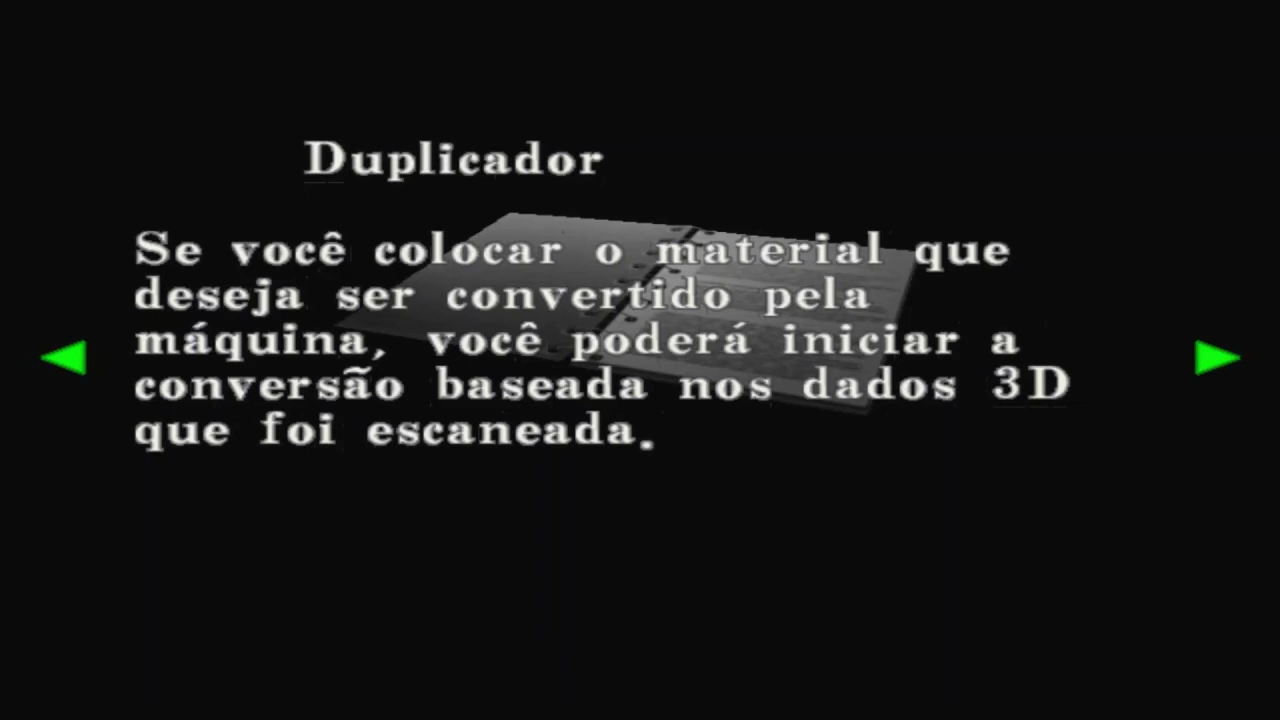 Duplicador
Se você colocar o material que
deseja ser convertido pela
máquina, você poderá iniciar a
conversão baseada nos dados 3D
que foi escaneada.